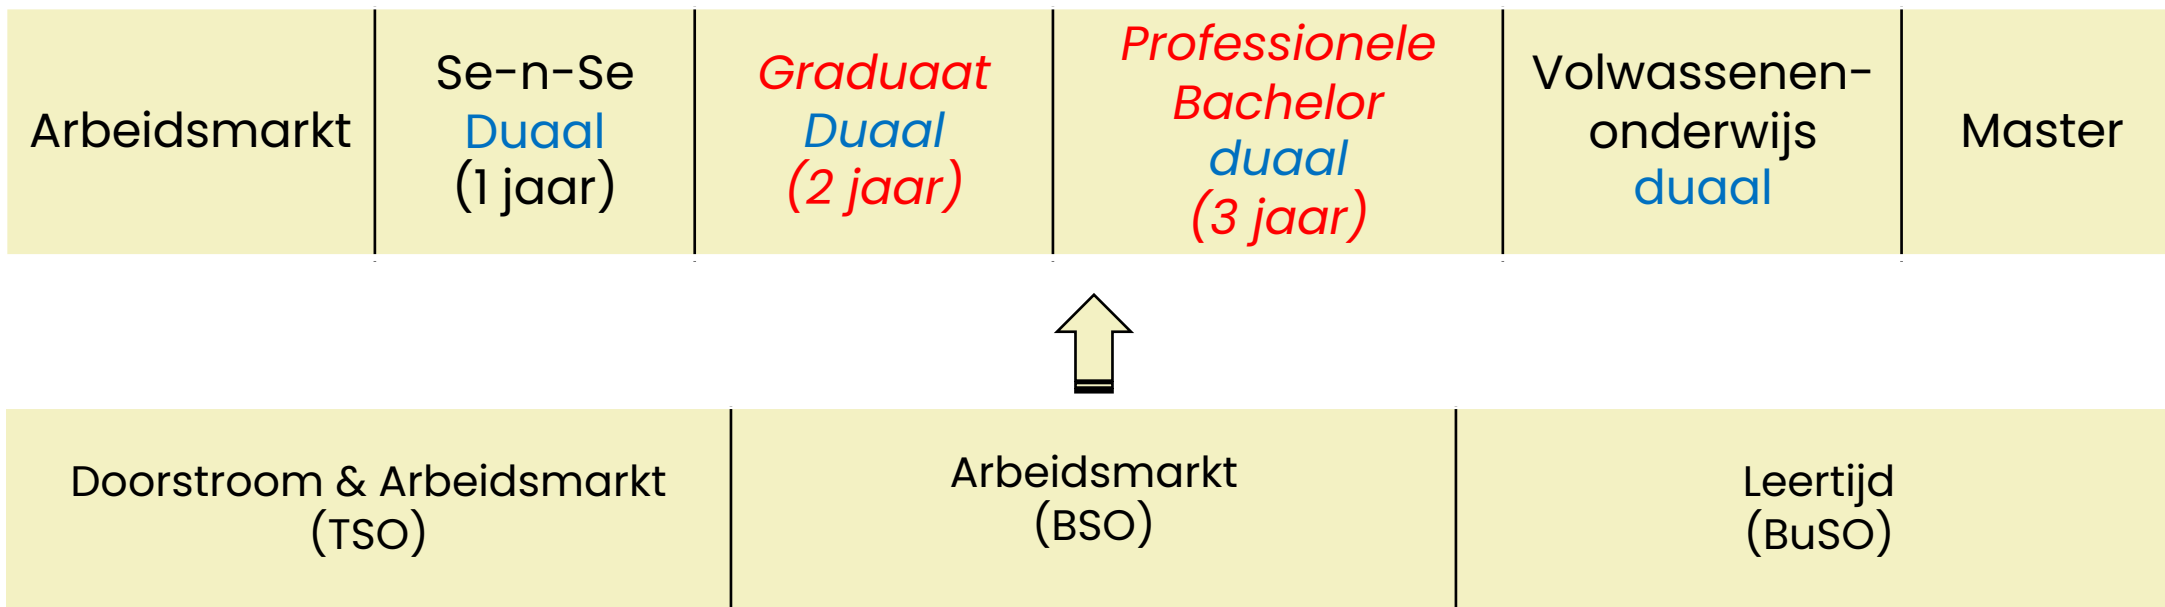 Arbeidsmarkt
Se-n-Se
Duaal
(1 jaar)
Graduaat
Duaal
(2 jaar)
Professionele
Bachelor
duaal
(3 jaar)
Volwassenen-
onderwijs
duaal
Master
Doorstroom & Arbeidsmarkt
(TSO)
Arbeidsmarkt
(BSO)
Leertijd
(BuSO)